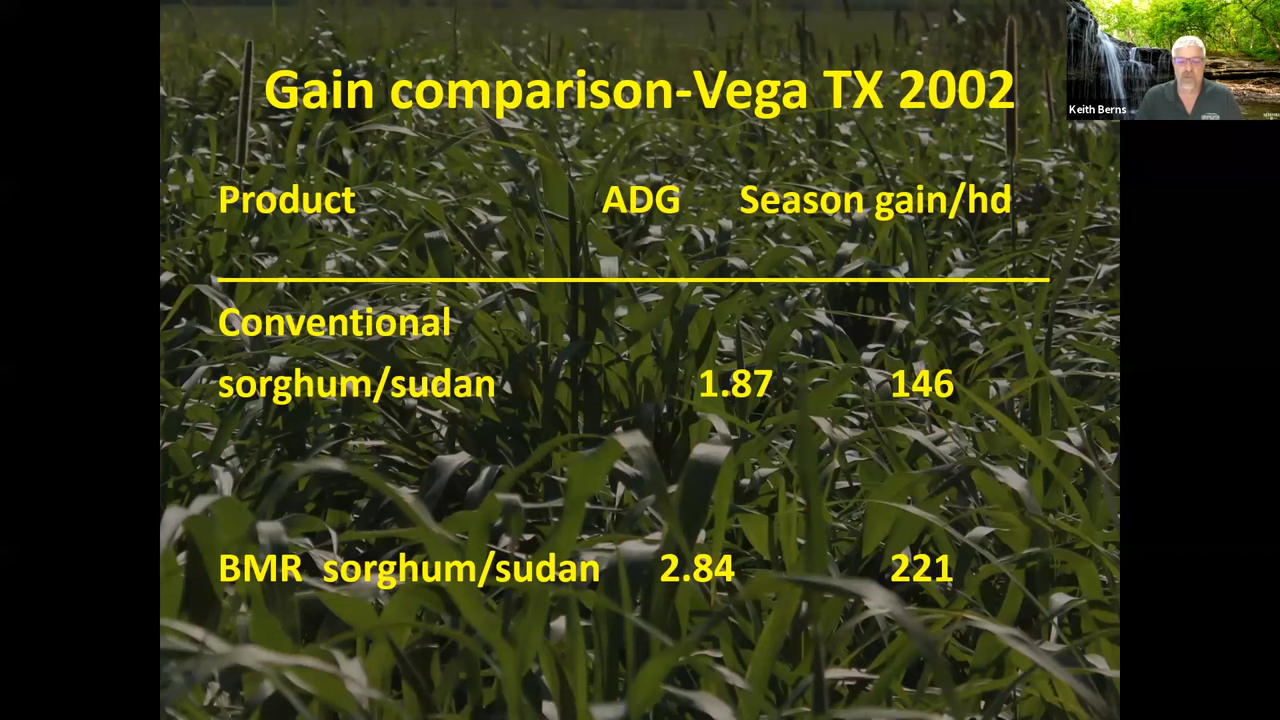 Gain comparison-Vega TX 2002
Keith Berns
Product ADG Season gain/hd
Conventional
sorghum/sudan 1.87 146
BMR sorghum/sudan 2.84 221